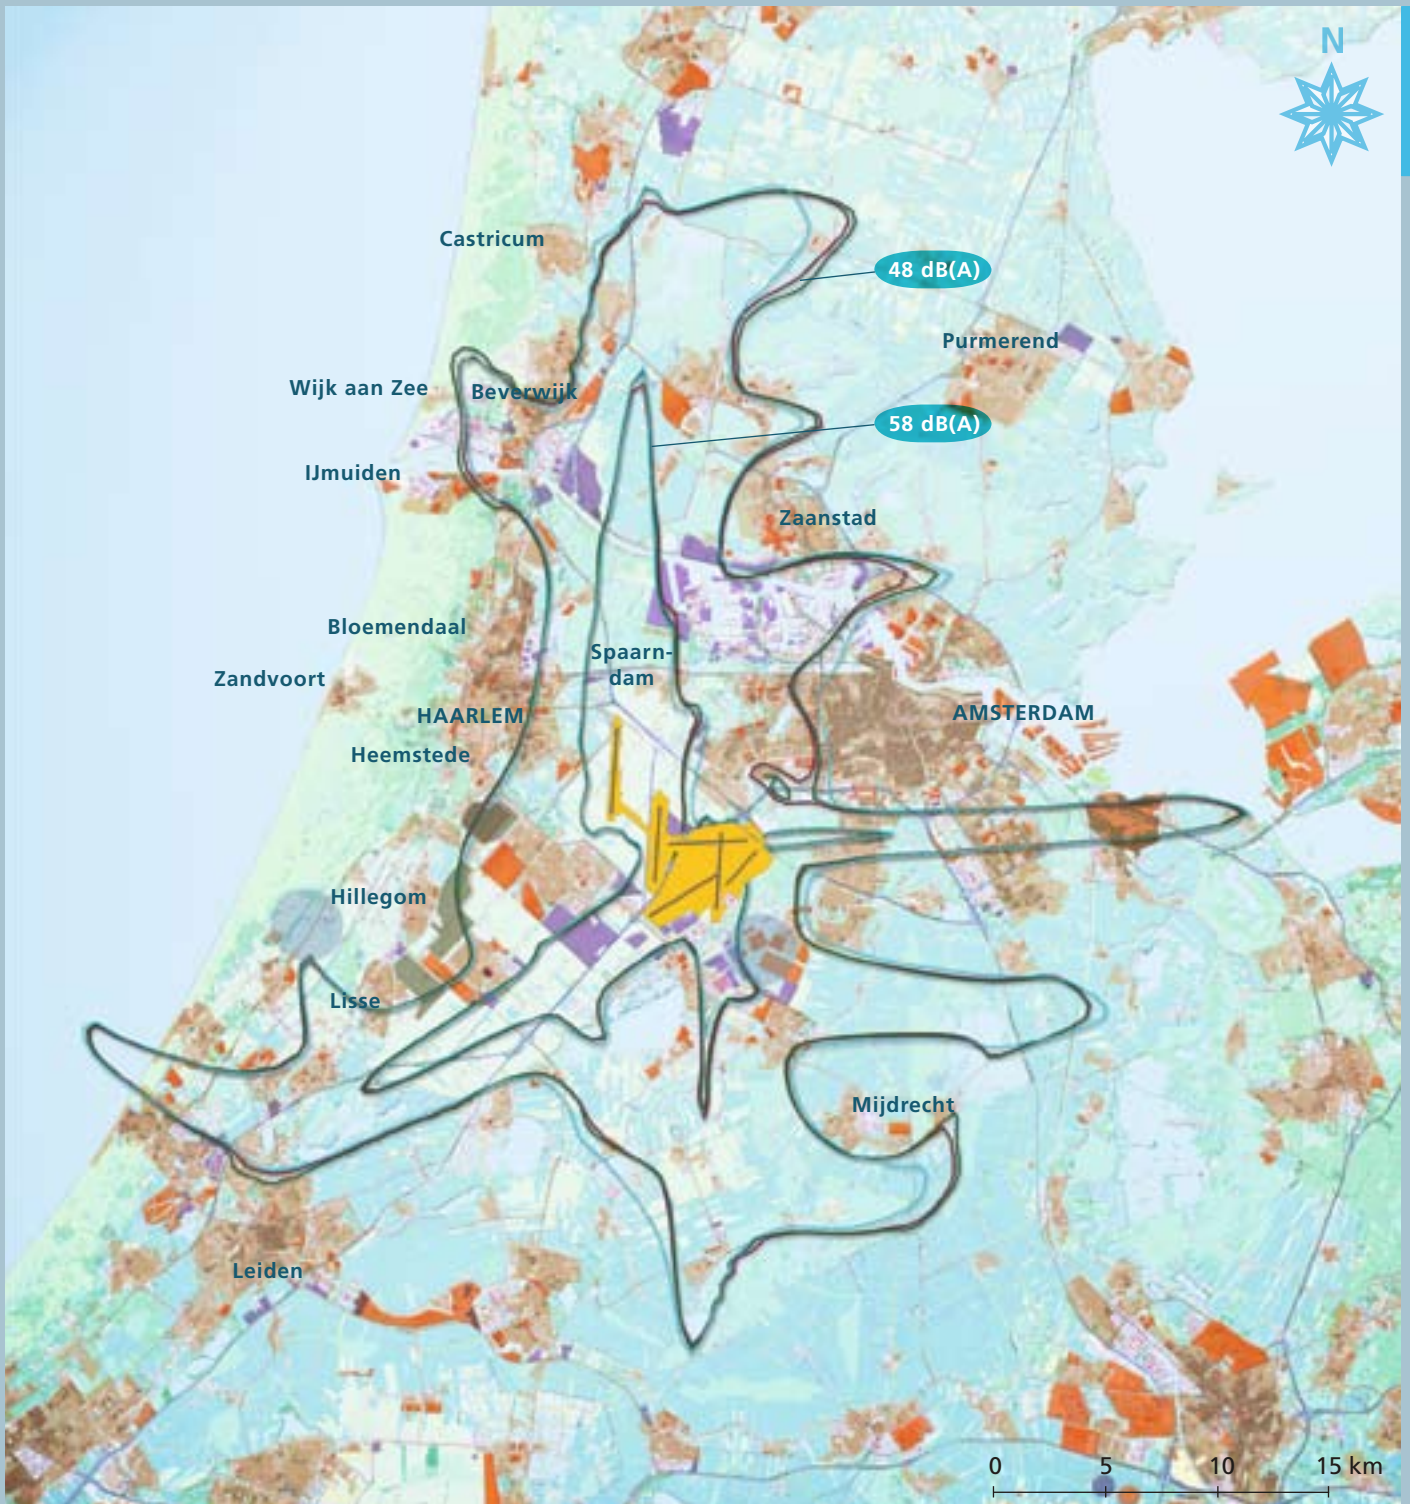 N
Castricum
48 dB(A)
Purmerend
Wijk aan Zee
Beverwijk
58 dB(A)
IJmuiden
Zaanstad
Bloemendaal
Spaarn-
dam
Zandvoort
HAARLEM
AMSTERDAM
Heemstede
Hillegom
Lisse
Mijdrecht
Leiden
0 5 10 15 km